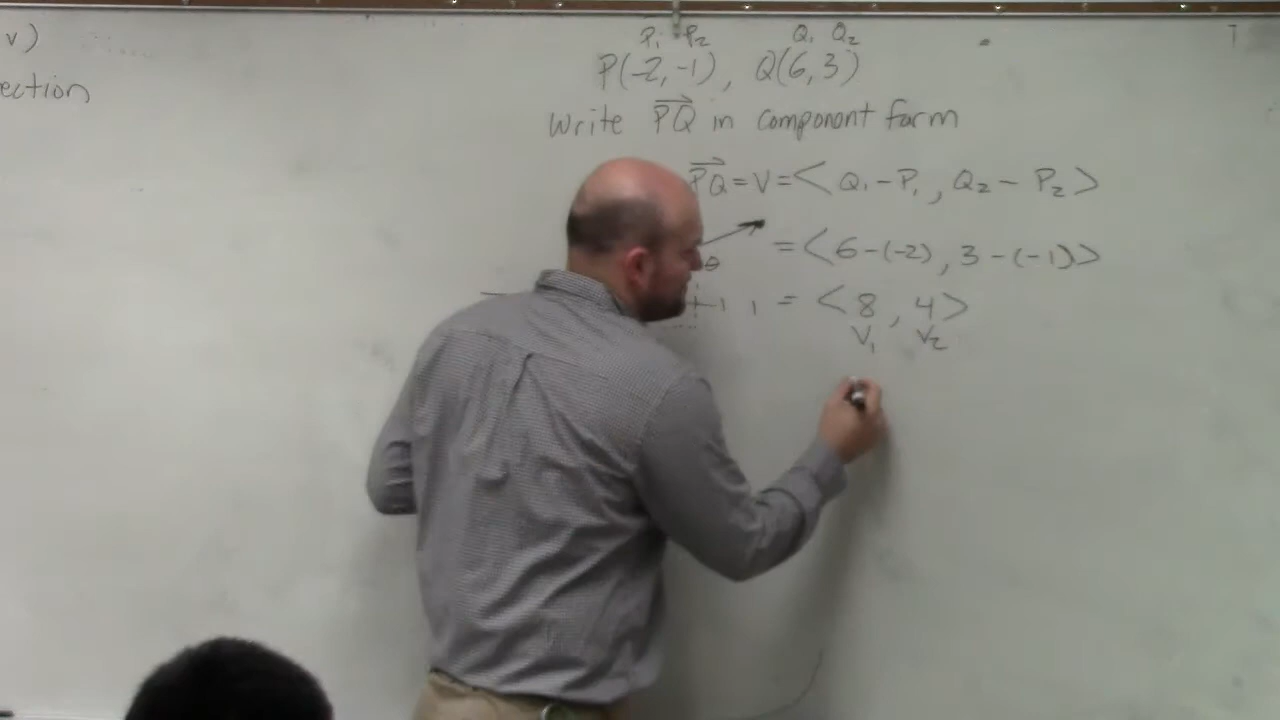 v)
ection
P₁ P₂ Q₁ Q₂
P(-2,-1), Q(6,3)
Write PQ in component form
PQ = V = < Q₁ - P₁, Q₂ - P₂ >
θ
= < 6-(-2), 3-(-1) >
= < 8, 4 >
V₁ V₂